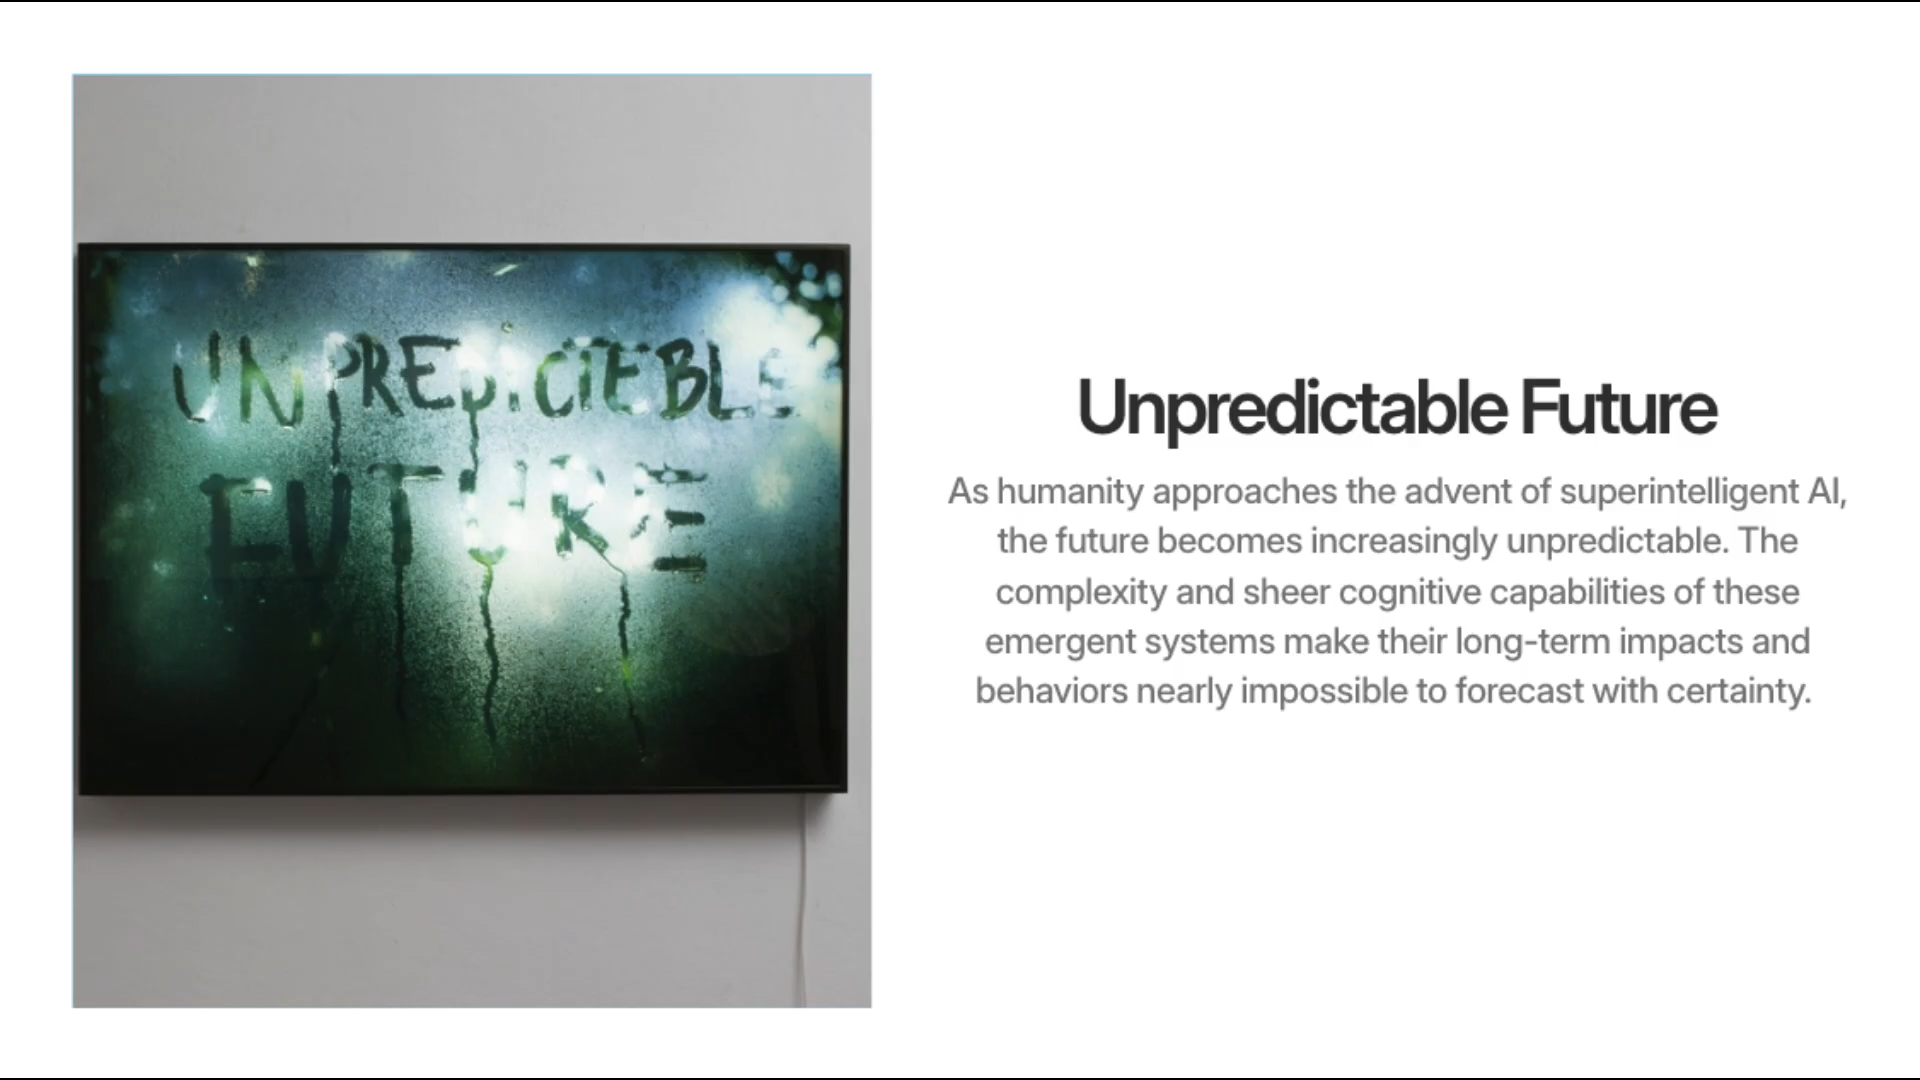 UNPREDICTEBLE
FUTURE
Unpredictable Future
As humanity approaches the advent of superintelligent AI,
the future becomes increasingly unpredictable. The
complexity and sheer cognitive capabilities of these
emergent systems make their long-term impacts and
behaviors nearly impossible to forecast with certainty.